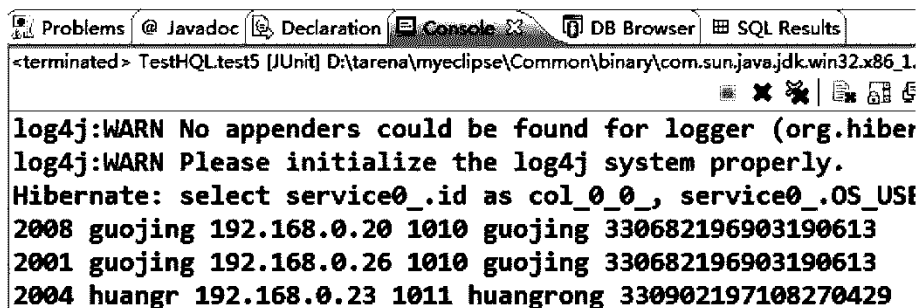 Problems @ Javadoc Declaration Console DB Browser SQL Results
<terminated> TestHQL.test5 [JUnit] D:\tarena\myeclipse\Common\binary\com.sun.java.jdk.win32.x86_1.
log4j:WARN No appenders could be found for logger (org.hiber
log4j:WARN Please initialize the log4j system properly.
Hibernate: select service0_.id as col_0_0_, service0_.OS_USE
2008 guojing 192.168.0.20 1010 guojing 330682196903190613
2001 guojing 192.168.0.26 1010 guojing 330682196903190613
2004 huangr 192.168.0.23 1011 huangrong 330902197108270429